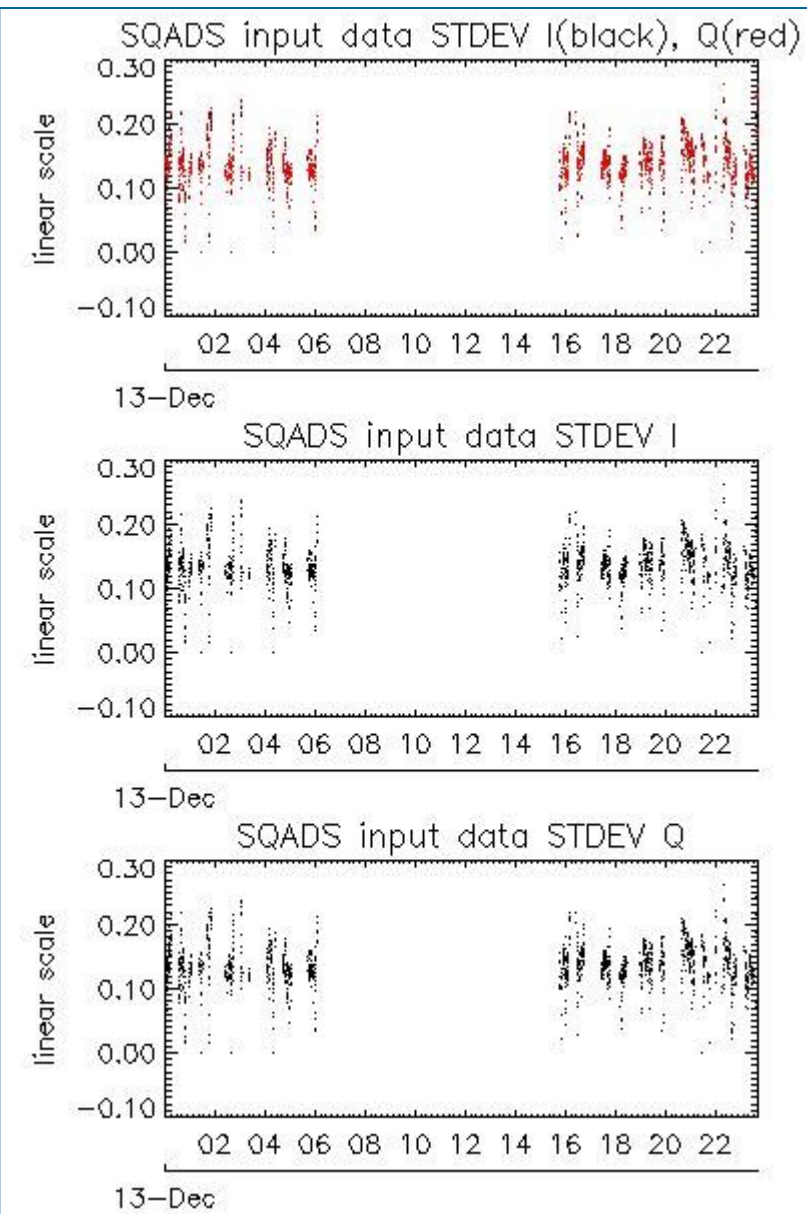 SQADS input data STDEV I(black), Q(red)
0.30
0.20
0.10
0.00
−0.10
linear scale
02 04 06 08 10 12 14 16 18 20 22
13−Dec
SQADS input data STDEV I
0.30
0.20
0.10
0.00
−0.10
linear scale
02 04 06 08 10 12 14 16 18 20 22
13−Dec
SQADS input data STDEV Q
0.30
0.20
0.10
0.00
−0.10
linear scale
02 04 06 08 10 12 14 16 18 20 22
13−Dec